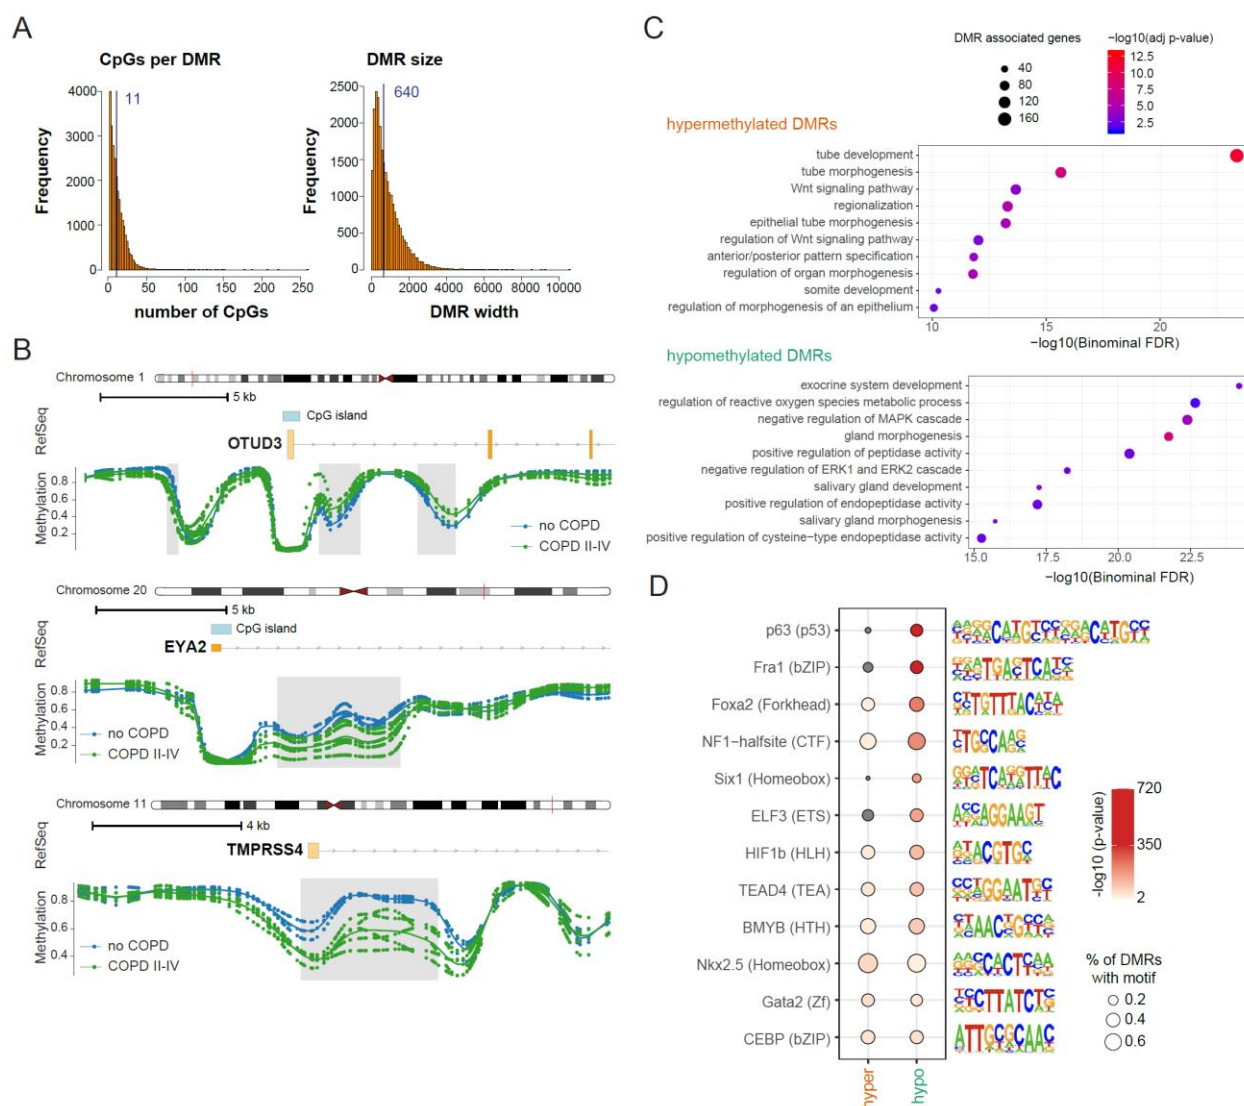 A
CpGs per DMR
11
4000
3000
2000
1000
0
Frequency
0
50
100
150
200
250
number of CpGs
DMR size
640
2500
2000
1500
1000
500
0
Frequency
0
2000
4000
6000
8000
10000
DMR width
B
Chromosome 1
5 kb
RefSeq
CpG island
OTUD3
Methylation
0.8
0.6
0.4
0.2
no COPD
COPD II-IV
Chromosome 20
5 kb
RefSeq
CpG island
EYA2
Methylation
0.8
0.6
0.4
0.2
no COPD
COPD II-IV
Chromosome 11
4 kb
RefSeq
TMPRSS4
Methylation
0.8
0.6
0.4
no COPD
COPD II-IV
C
DMR associated genes
40
80
120
160
−log10(adj p-value)
12.5
10.0
7.5
5.0
2.5
hypermethylated DMRs
tube development
tube morphogenesis
Wnt signaling pathway
regionalization
epithelial tube morphogenesis
regulation of Wnt signaling pathway
anterior/posterior pattern specification
regulation of organ morphogenesis
somite development
regulation of morphogenesis of an epithelium
10
15
20
−log10(Binominal FDR)
hypomethylated DMRs
exocrine system development
regulation of reactive oxygen species metabolic process
negative regulation of MAPK cascade
gland morphogenesis
positive regulation of peptidase activity
negative regulation of ERK1 and ERK2 cascade
salivary gland development
positive regulation of endopeptidase activity
salivary gland morphogenesis
positive regulation of cysteine−type endopeptidase activity
15.0
17.5
20.0
22.5
−log10(Binominal FDR)
D
p63 (p53)
Fra1 (bZIP)
Foxa2 (Forkhead)
NF1−halfsite (CTF)
Six1 (Homeobox)
ELF3 (ETS)
HIF1b (HLH)
TEAD4 (TEA)
BMYB (HTH)
Nkx2.5 (Homeobox)
Gata2 (Zf)
CEBP (bZIP)
hyper
hypo
-log10 (p-value)
720
350
2
% of DMRs
with motif
0.2
0.4
0.6